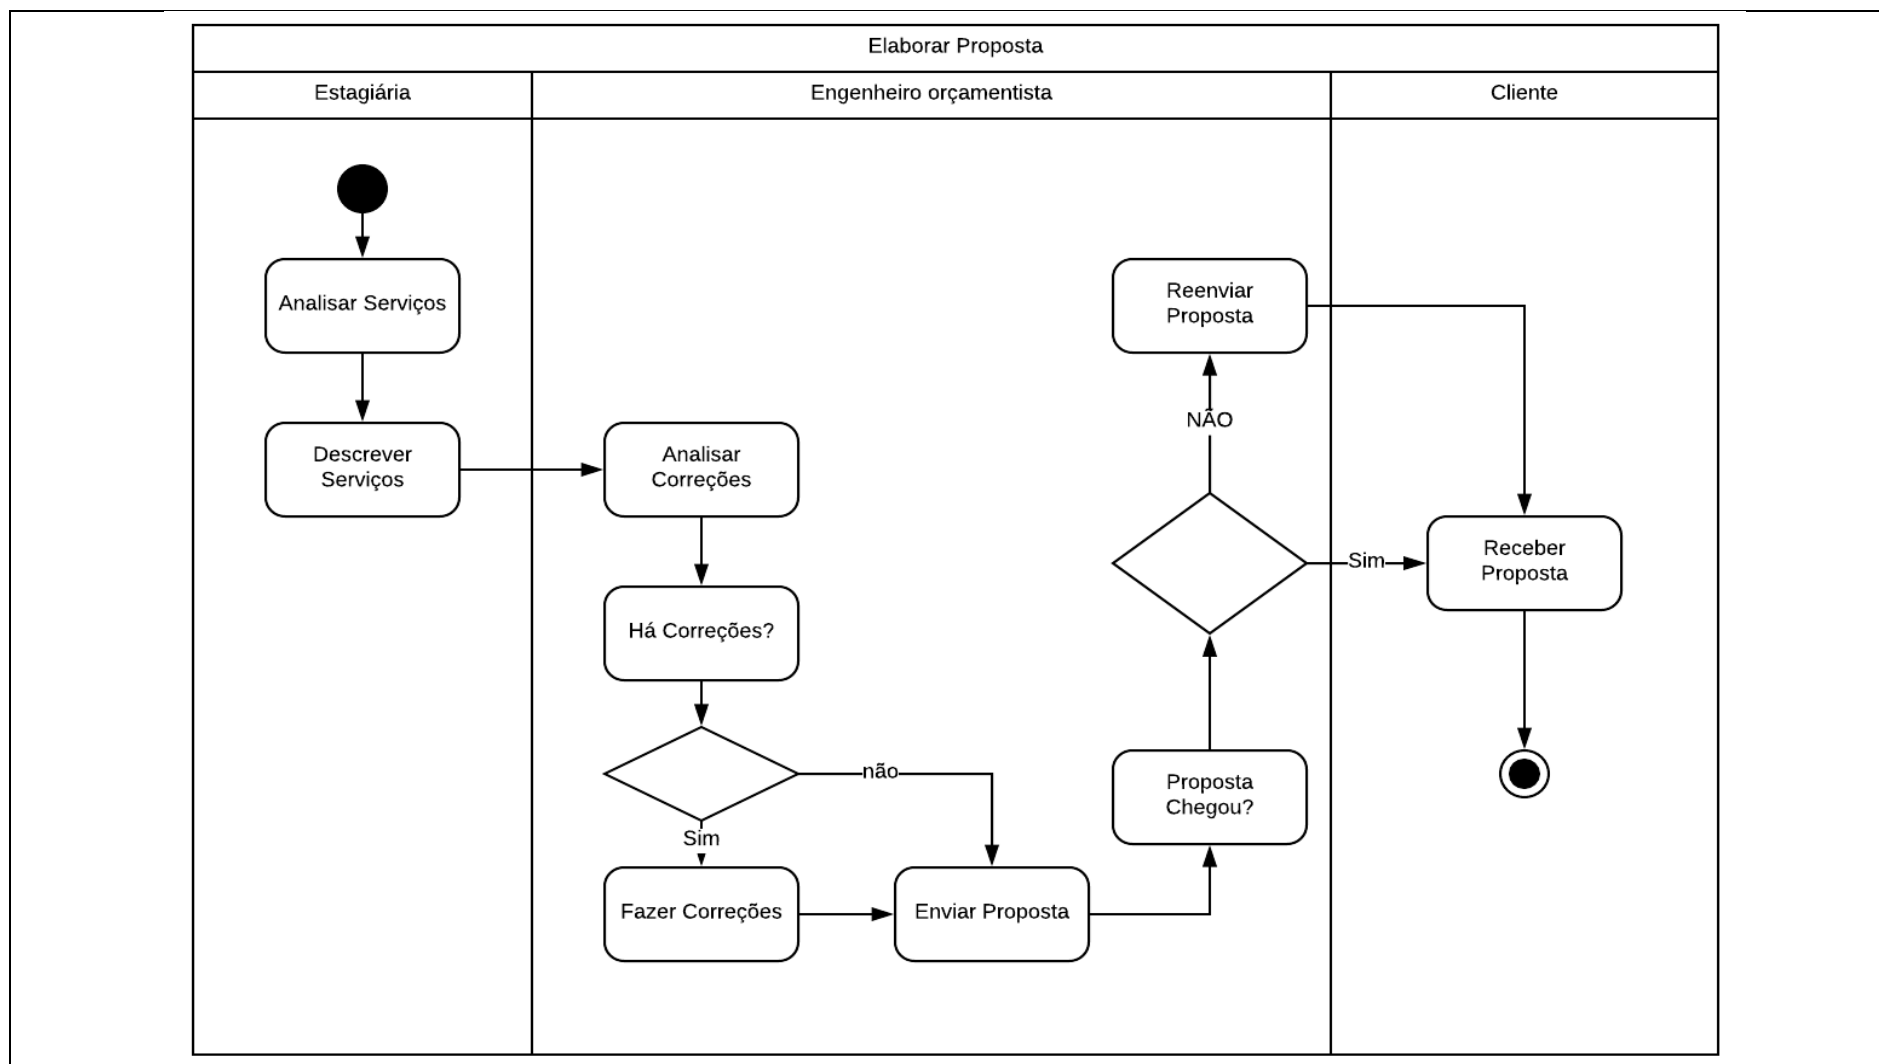 Elaborar Proposta
Estagiária
Engenheiro orçamentista
Cliente
Analisar Serviços
Descrever
Serviços
Analisar
Correções
Há Correções?
não
Sim
Fazer Correções
Enviar Proposta
Proposta
Chegou?
NÃO
Reenviar
Proposta
Sim
Receber
Proposta